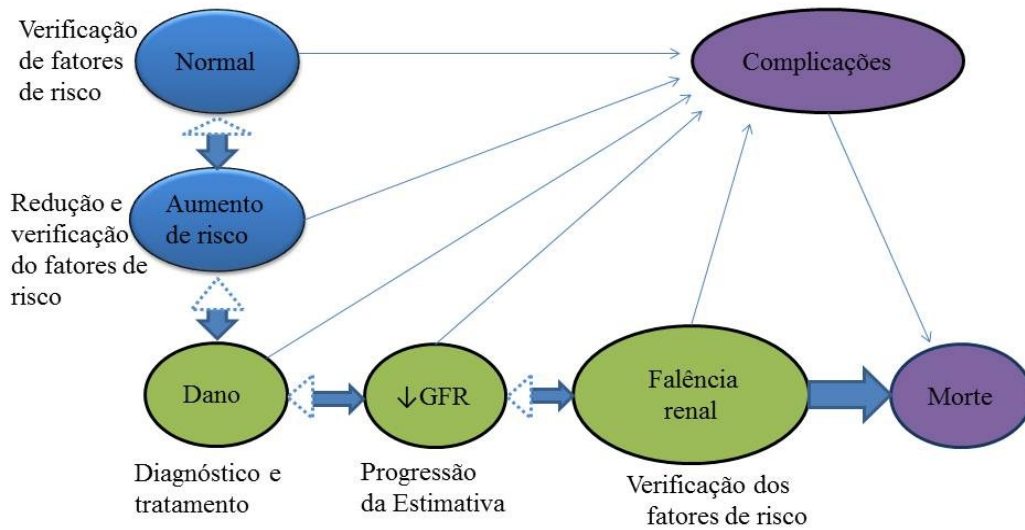 Verificação
de fatores
de risco
Normal
Complicações
Redução e
verificação
do fatores de
risco
Aumento
de risco
Dano
↓GFR
Falência
renal
Morte
Diagnóstico e
tratamento
Progressão
da Estimativa
Verificação dos
fatores de risco